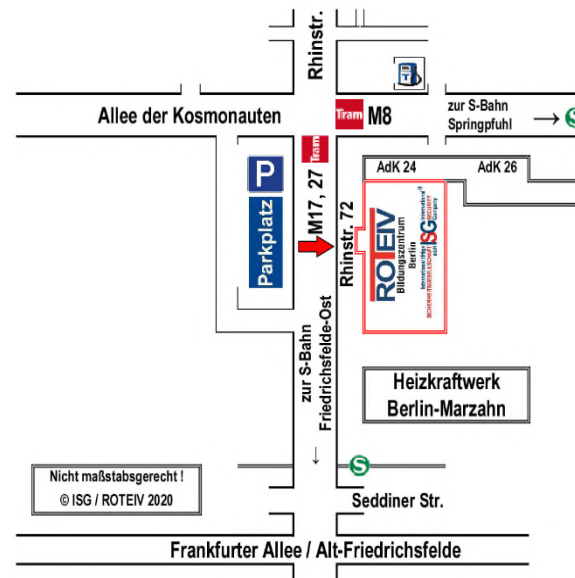 Rhinstr.
Allee der Kosmonauten
Tram M8
zur S-Bahn
Springpfuhl
S
Tram
M17, 27
P
Parkplatz
Rhinstr. 72
AdK 24
AdK 26
ROTEIV
Bildungszentrum
Berlin
ISG
zur S-Bahn
Friedrichsfelde-Ost
Heizkraftwerk
Berlin-Marzahn
S
Nicht maßstabsgerecht !
© ISG / ROTEIV 2020
Seddiner Str.
Frankfurter Allee / Alt-Friedrichsfelde